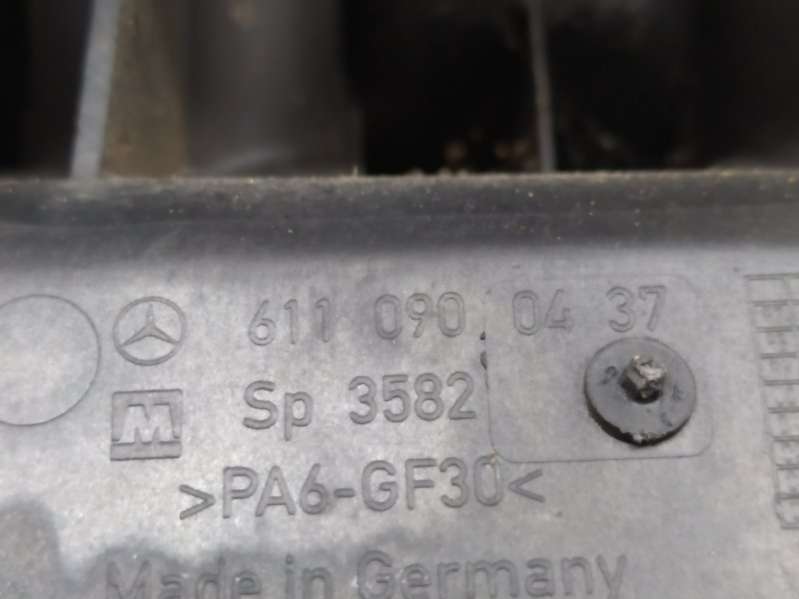 611 090 04 37
M
Sp 3582
>PA6-GF30<
Made in Germany